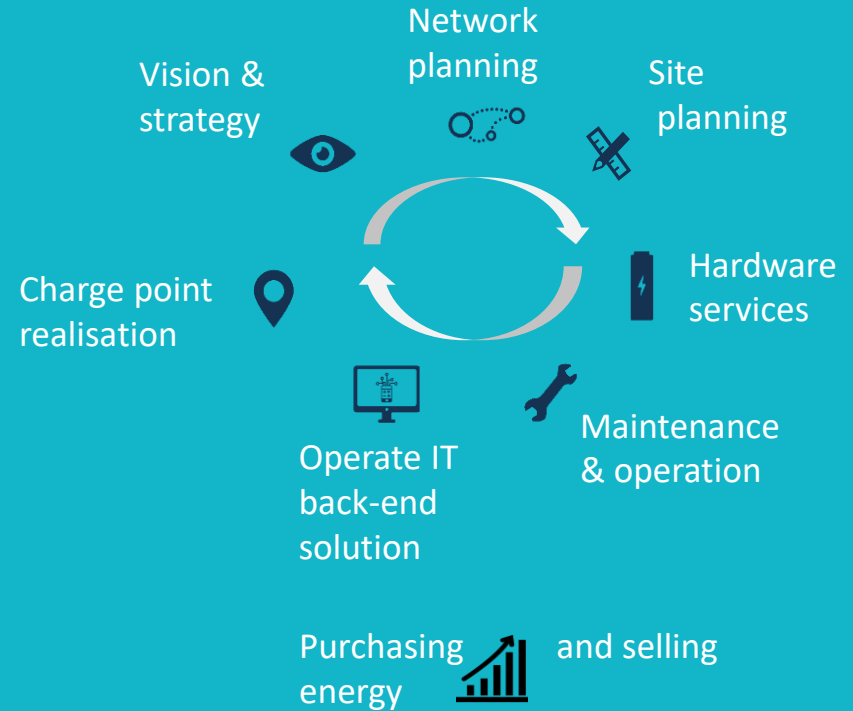 Network
planning
Vision &
strategy
Site
planning
Hardware
services
Charge point
realisation
Maintenance
& operation
Operate IT
back-end
solution
Purchasing and selling
energy